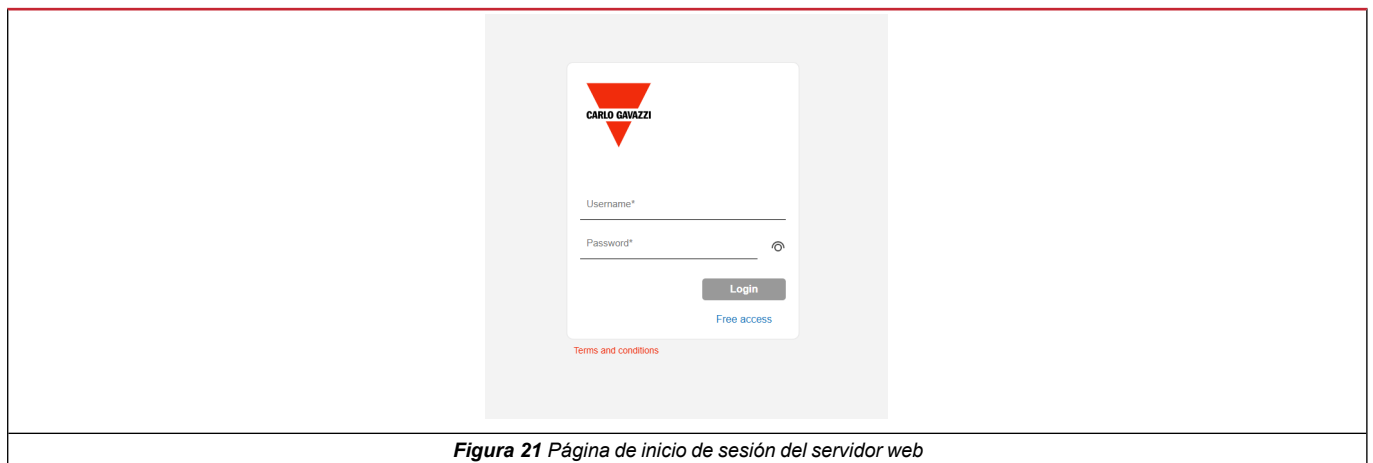 CARLO GAVAZZI
Username*
Password*
Login
Free access
Terms and conditions
Figura 21 Página de inicio de sesión del servidor web